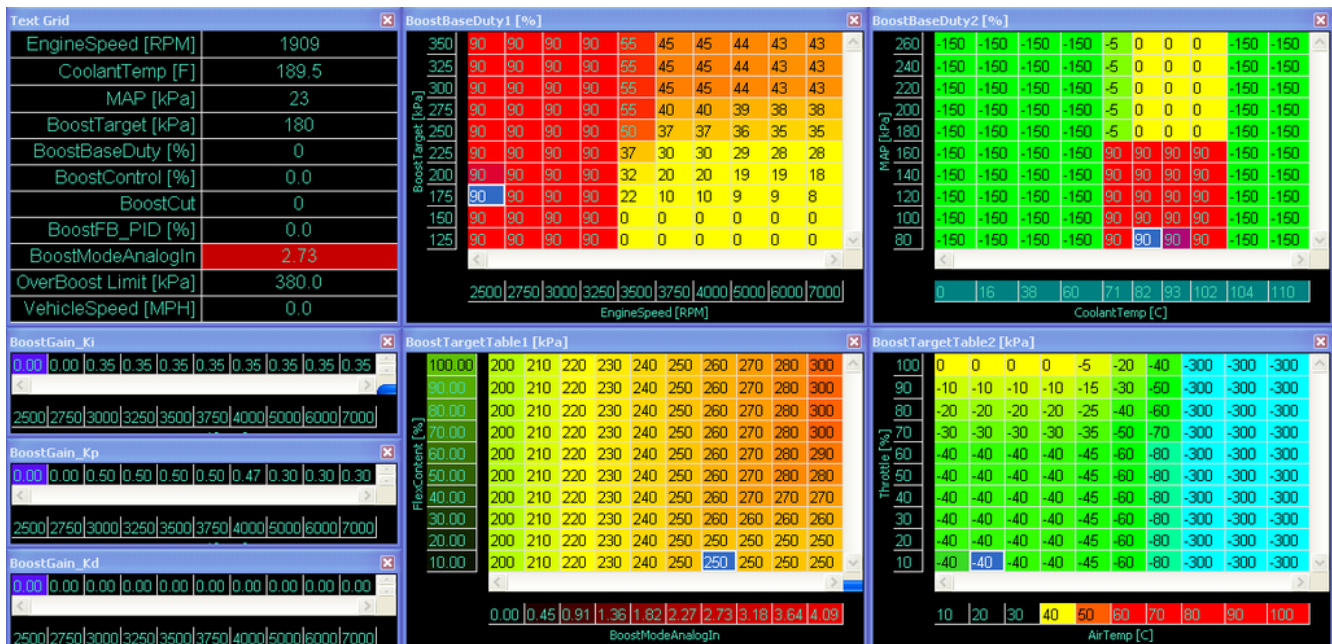 Text Grid
EngineSpeed [RPM] 1909
CoolantTemp [F] 189.5
MAP [kPa] 23
BoostTarget [kPa] 180
BoostBaseDuty [%] 0
BoostControl [%] 0.0
BoostCut 0
BoostFB_PID [%] 0.0
BoostModeAnalogIn 2.73
OverBoost Limit [kPa] 380.0
VehicleSpeed [MPH] 0.0
BoostBaseDuty1 [%]
BoostTarget [kPa]
350 90 90 90 90 55 45 45 44 43 43
325 90 90 90 90 55 45 45 44 43 43
300 90 90 90 90 55 45 45 44 43 43
275 90 90 90 90 55 40 40 39 38 38
250 90 90 90 90 50 37 37 36 35 35
225 90 90 90 90 37 30 30 29 28 28
200 90 90 90 90 32 20 20 19 19 18
175 90 90 90 90 22 10 10 9 9 8
150 90 90 90 90 0 0 0 0 0 0
125 90 90 90 90 0 0 0 0 0 0
2500 2750 3000 3250 3500 3750 4000 5000 6000 7000
EngineSpeed [RPM]
BoostBaseDuty2 [%]
MAP [kPa]
260 -150 -150 -150 -150 -5 0 0 0 -150 -150
240 -150 -150 -150 -150 -5 0 0 0 -150 -150
220 -150 -150 -150 -150 -5 0 0 0 -150 -150
200 -150 -150 -150 -150 -5 0 0 0 -150 -150
180 -150 -150 -150 -150 -5 0 0 0 -150 -150
160 -150 -150 -150 -150 90 90 90 90 -150 -150
140 -150 -150 -150 -150 90 90 90 90 -150 -150
120 -150 -150 -150 -150 90 90 90 90 -150 -150
100 -150 -150 -150 -150 90 90 90 90 -150 -150
80 -150 -150 -150 -150 90 90 90 90 -150 -150
0 16 38 60 71 82 93 102 104 110
CoolantTemp [C]
BoostGain_Ki
0.00 0.00 0.35 0.35 0.35 0.35 0.35 0.35 0.35 0.35
2500 2750 3000 3250 3500 3750 4000 5000 6000 7000
BoostGain_Kp
0.00 0.00 0.50 0.50 0.50 0.50 0.47 0.30 0.30 0.30
2500 2750 3000 3250 3500 3750 4000 5000 6000 7000
BoostGain_Kd
0.00 0.00 0.00 0.00 0.00 0.00 0.00 0.00 0.00 0.00
2500 2750 3000 3250 3500 3750 4000 5000 6000 7000
BoostTargetTable1 [kPa]
FlexContent [%]
100.00 200 210 220 230 240 250 260 270 280 300
90.00 200 210 220 230 240 250 260 270 280 300
80.00 200 210 220 230 240 250 260 270 280 300
70.00 200 210 220 230 240 250 260 270 280 300
60.00 200 210 220 230 240 250 260 270 280 290
50.00 200 210 220 230 240 250 260 270 280 280
40.00 200 210 220 230 240 250 260 270 270 270
30.00 200 210 220 230 240 250 260 260 260 260
20.00 200 210 220 230 240 250 250 250 250 250
10.00 200 210 220 230 240 250 250 250 250 250
0.00 0.45 0.91 1.36 1.82 2.27 2.73 3.18 3.64 4.09
BoostModeAnalogIn
BoostTargetTable2 [kPa]
Throttle [%]
100 0 0 0 0 -5 -20 -40 -300 -300 -300
90 -10 -10 -10 -10 -15 -30 -50 -300 -300 -300
80 -20 -20 -20 -20 -25 -40 -60 -300 -300 -300
70 -30 -30 -30 -30 -35 -50 -70 -300 -300 -300
60 -40 -40 -40 -40 -45 -60 -80 -300 -300 -300
50 -40 -40 -40 -40 -45 -60 -80 -300 -300 -300
40 -40 -40 -40 -40 -45 -60 -80 -300 -300 -300
30 -40 -40 -40 -40 -45 -60 -80 -300 -300 -300
20 -40 -40 -40 -40 -45 -60 -80 -300 -300 -300
10 -40 -40 -40 -40 -45 -60 -80 -300 -300 -300
10 20 30 40 50 60 70 80 90 100
AirTemp [C]